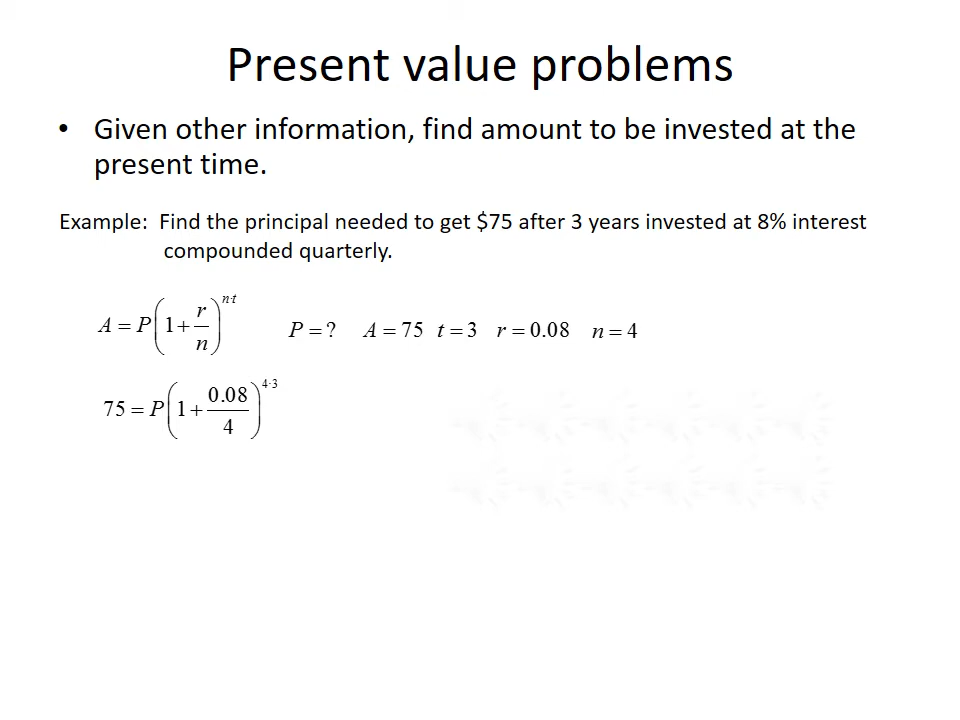 Present value problems
• Given other information, find amount to be invested at the
present time.
Example: Find the principal needed to get $75 after 3 years invested at 8% interest
compounded quarterly.
A = P(1 + r/n)^{n·t} P = ? A = 75 t = 3 r = 0.08 n = 4
75 = P(1 + 0.08/4)^{4·3}